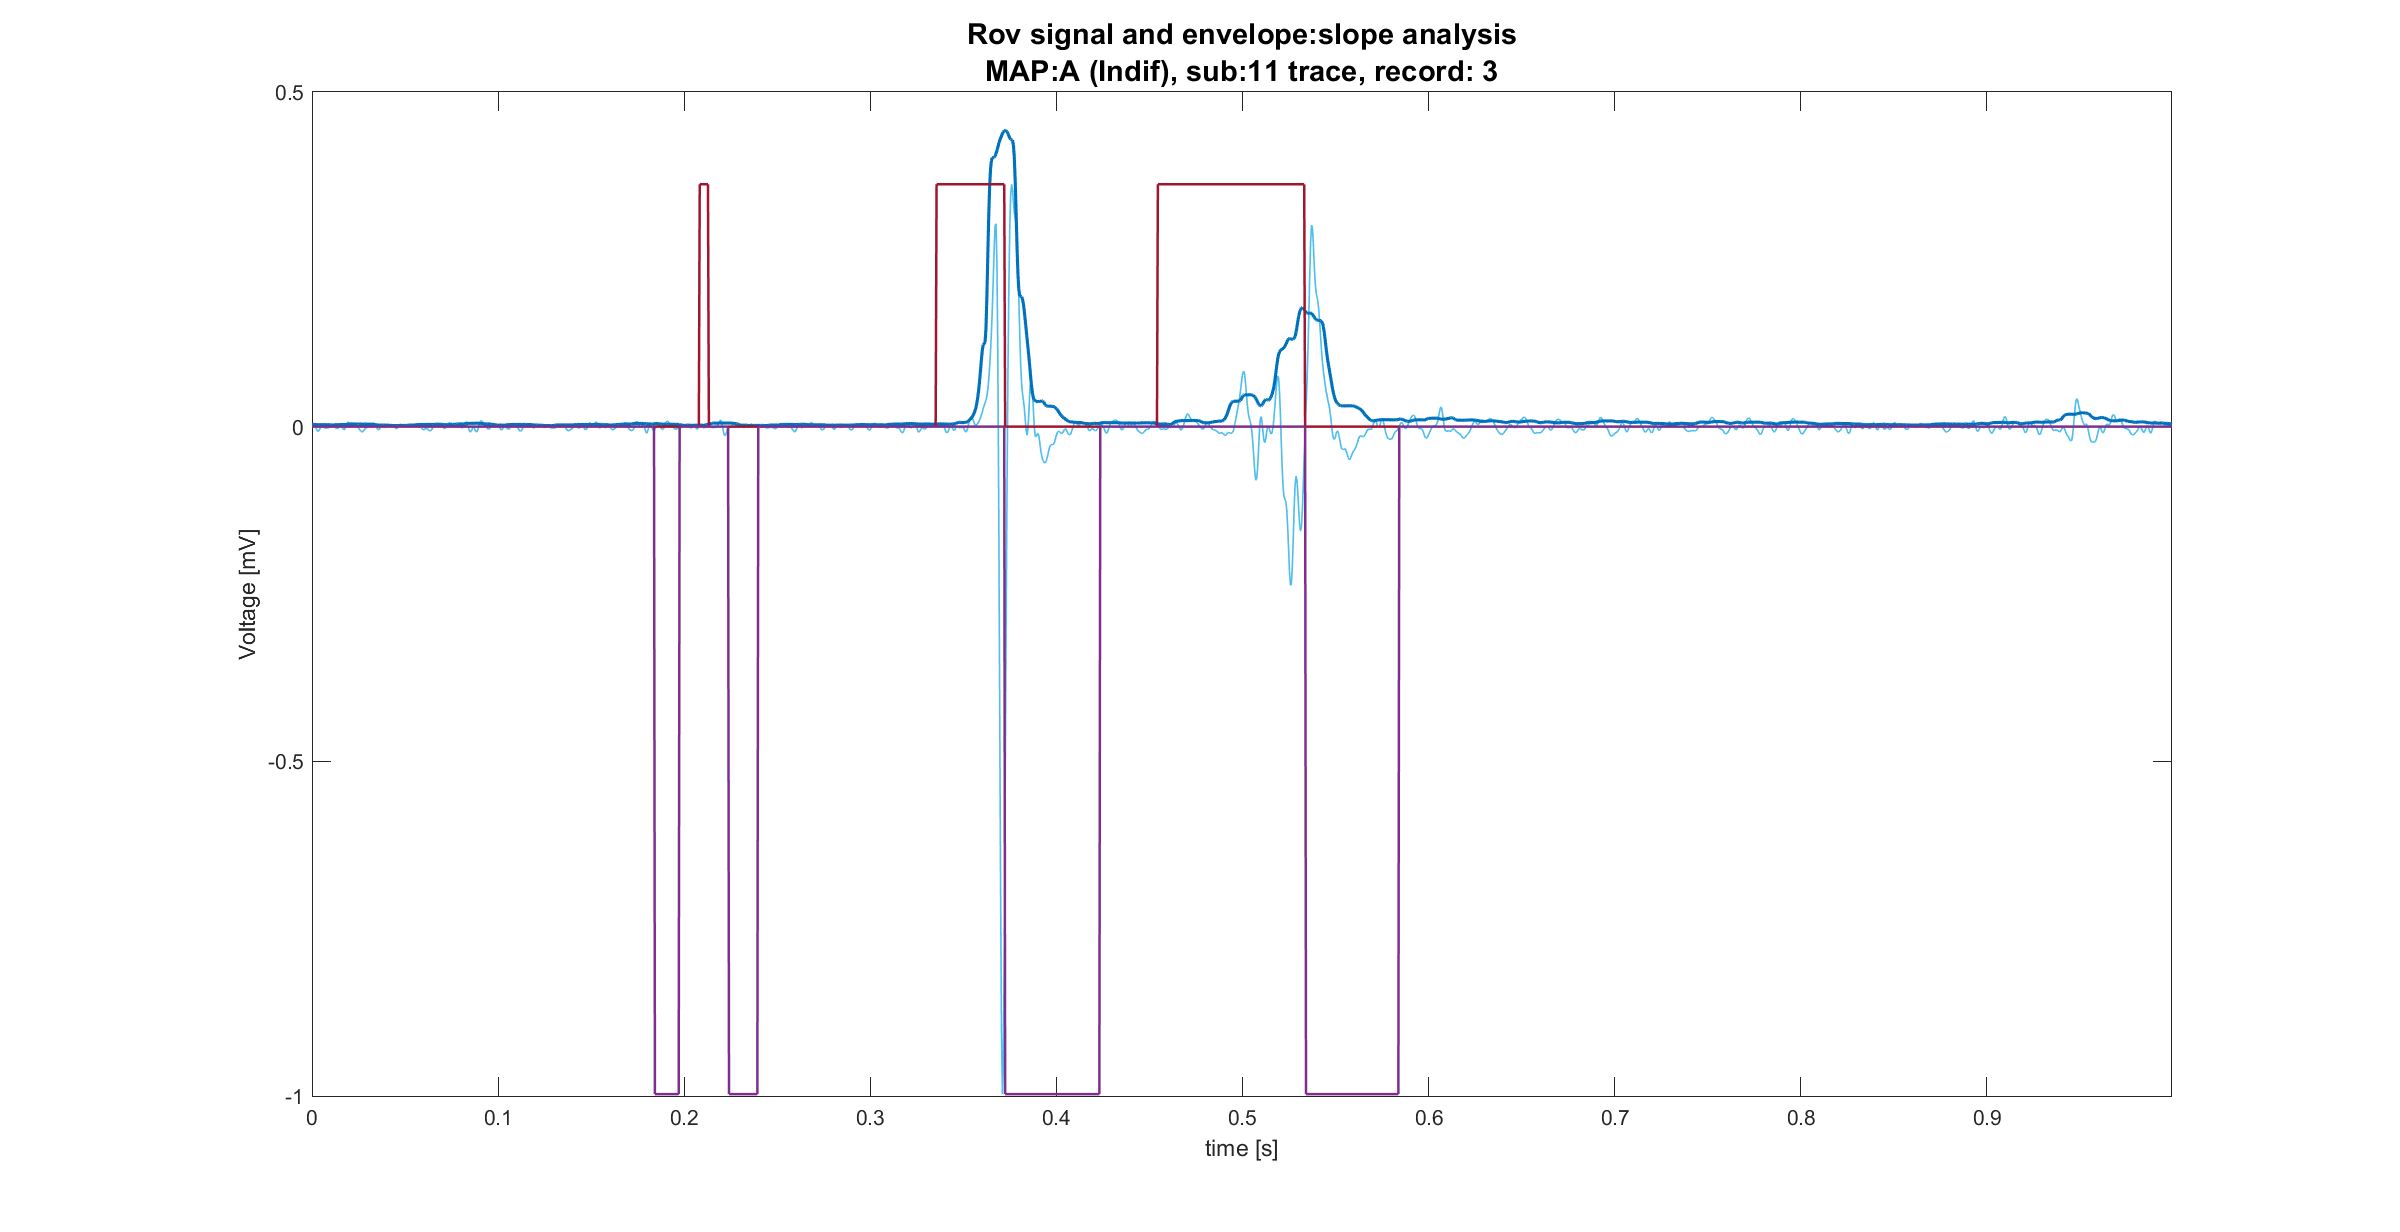 Rov signal and envelope:slope analysis
MAP:A (Indif), sub:11 trace, record: 3
0.5
0
-0.5
-1
Voltage [mV]
0 0.1 0.2 0.3 0.4 0.5 0.6 0.7 0.8 0.9
time [s]